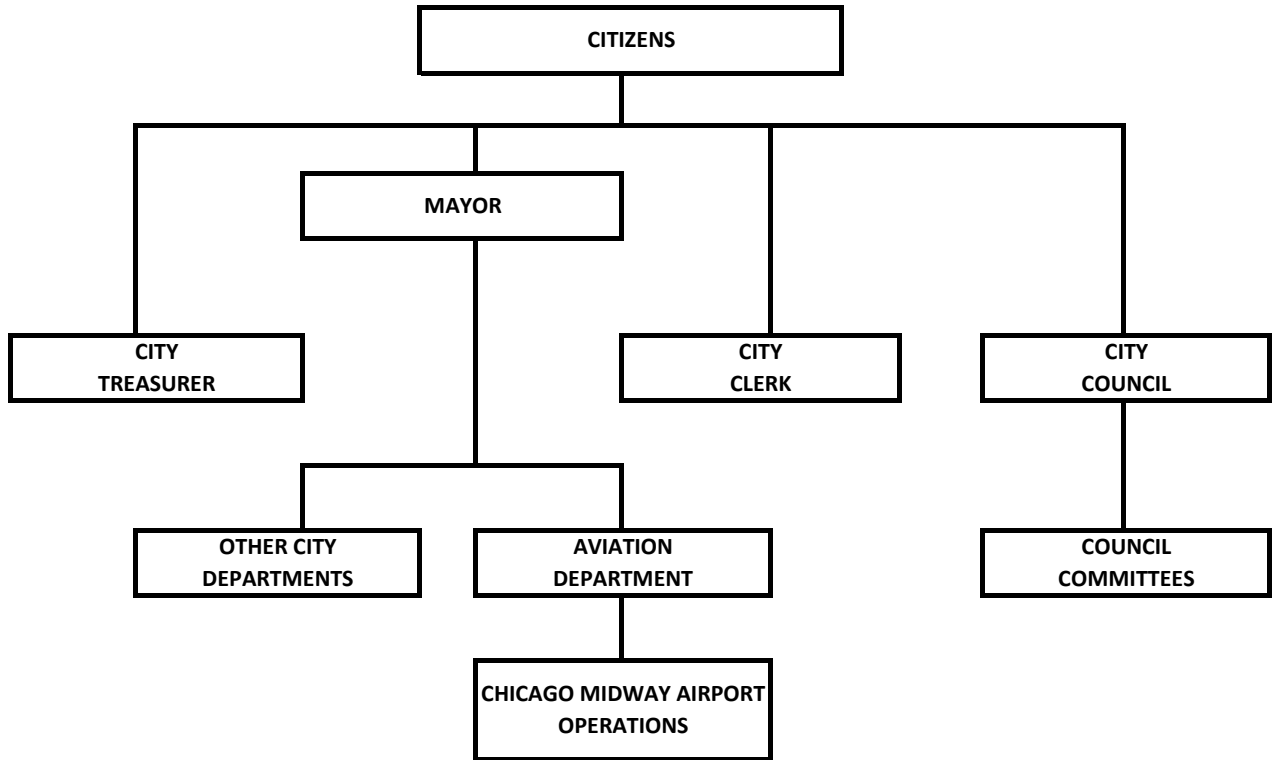 CITIZENS
MAYOR
CITY
TREASURER
CITY
CLERK
CITY
COUNCIL
OTHER CITY
DEPARTMENTS
AVIATION
DEPARTMENT
COUNCIL
COMMITTEES
CHICAGO MIDWAY AIRPORT
OPERATIONS